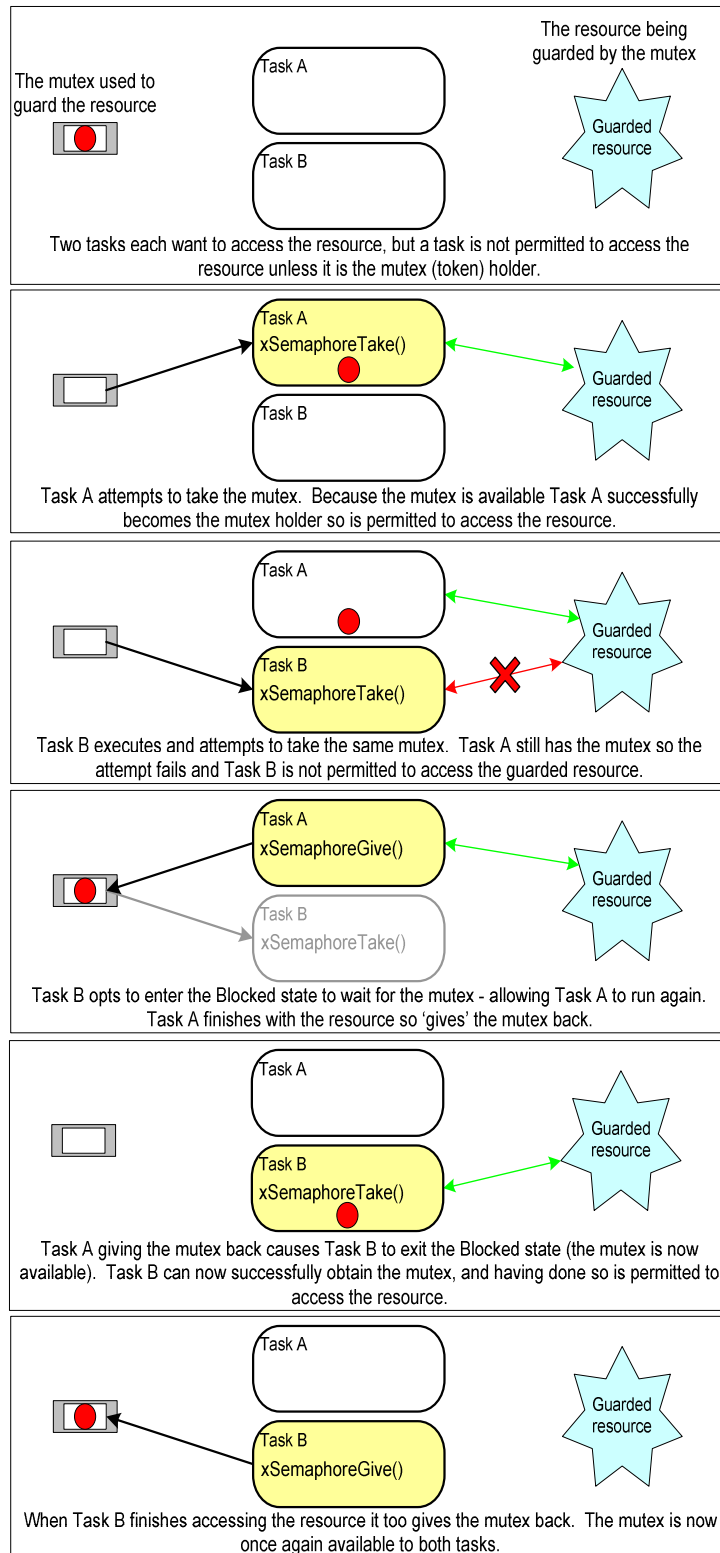 The resource being
guarded by the mutex
The mutex used to
guard the resource
Task A
Task B
Guarded
resource
Two tasks each want to access the resource, but a task is not permitted to access the
resource unless it is the mutex (token) holder.
Task A
xSemaphoreTake()
Task B
Guarded
resource
Task A attempts to take the mutex.  Because the mutex is available Task A successfully
becomes the mutex holder so is permitted to access the resource.
Task A
Task B
xSemaphoreTake()
Guarded
resource
Task B executes and attempts to take the same mutex.  Task A still has the mutex so the
attempt fails and Task B is not permitted to access the guarded resource.
Task A
xSemaphoreGive()
Task B
xSemaphoreTake()
Guarded
resource
Task B opts to enter the Blocked state to wait for the mutex - allowing Task A to run again.
Task A finishes with the resource so ‘gives’ the mutex back.
Task A
Task B
xSemaphoreTake()
Guarded
resource
Task A giving the mutex back causes Task B to exit the Blocked state (the mutex is now
available).  Task B can now successfully obtain the mutex, and having done so is permitted to
access the resource.
Task A
Task B
xSemaphoreGive()
Guarded
resource
When Task B finishes accessing the resource it too gives the mutex back.  The mutex is now
once again available to both tasks.